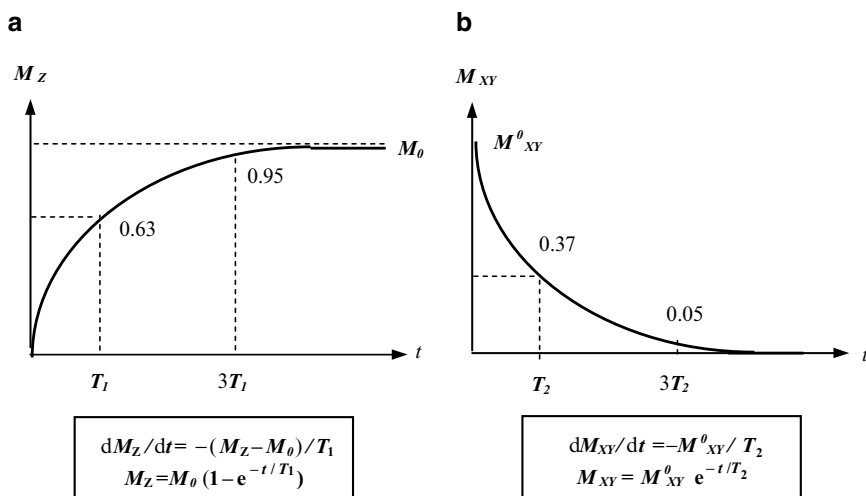 a
M_Z
M_0
0.95
0.63
t
T_1
3T_1
dM_Z/dt = -(M_Z-M_0)/T_1
M_Z=M_0 (1-e^{-t/T_1})
b
M_XY
M^0_XY
0.37
0.05
t
T_2
3T_2
dM_XY/dt =-M^0_XY/ T_2
M_XY= M^0_XY e^{-t/T_2}